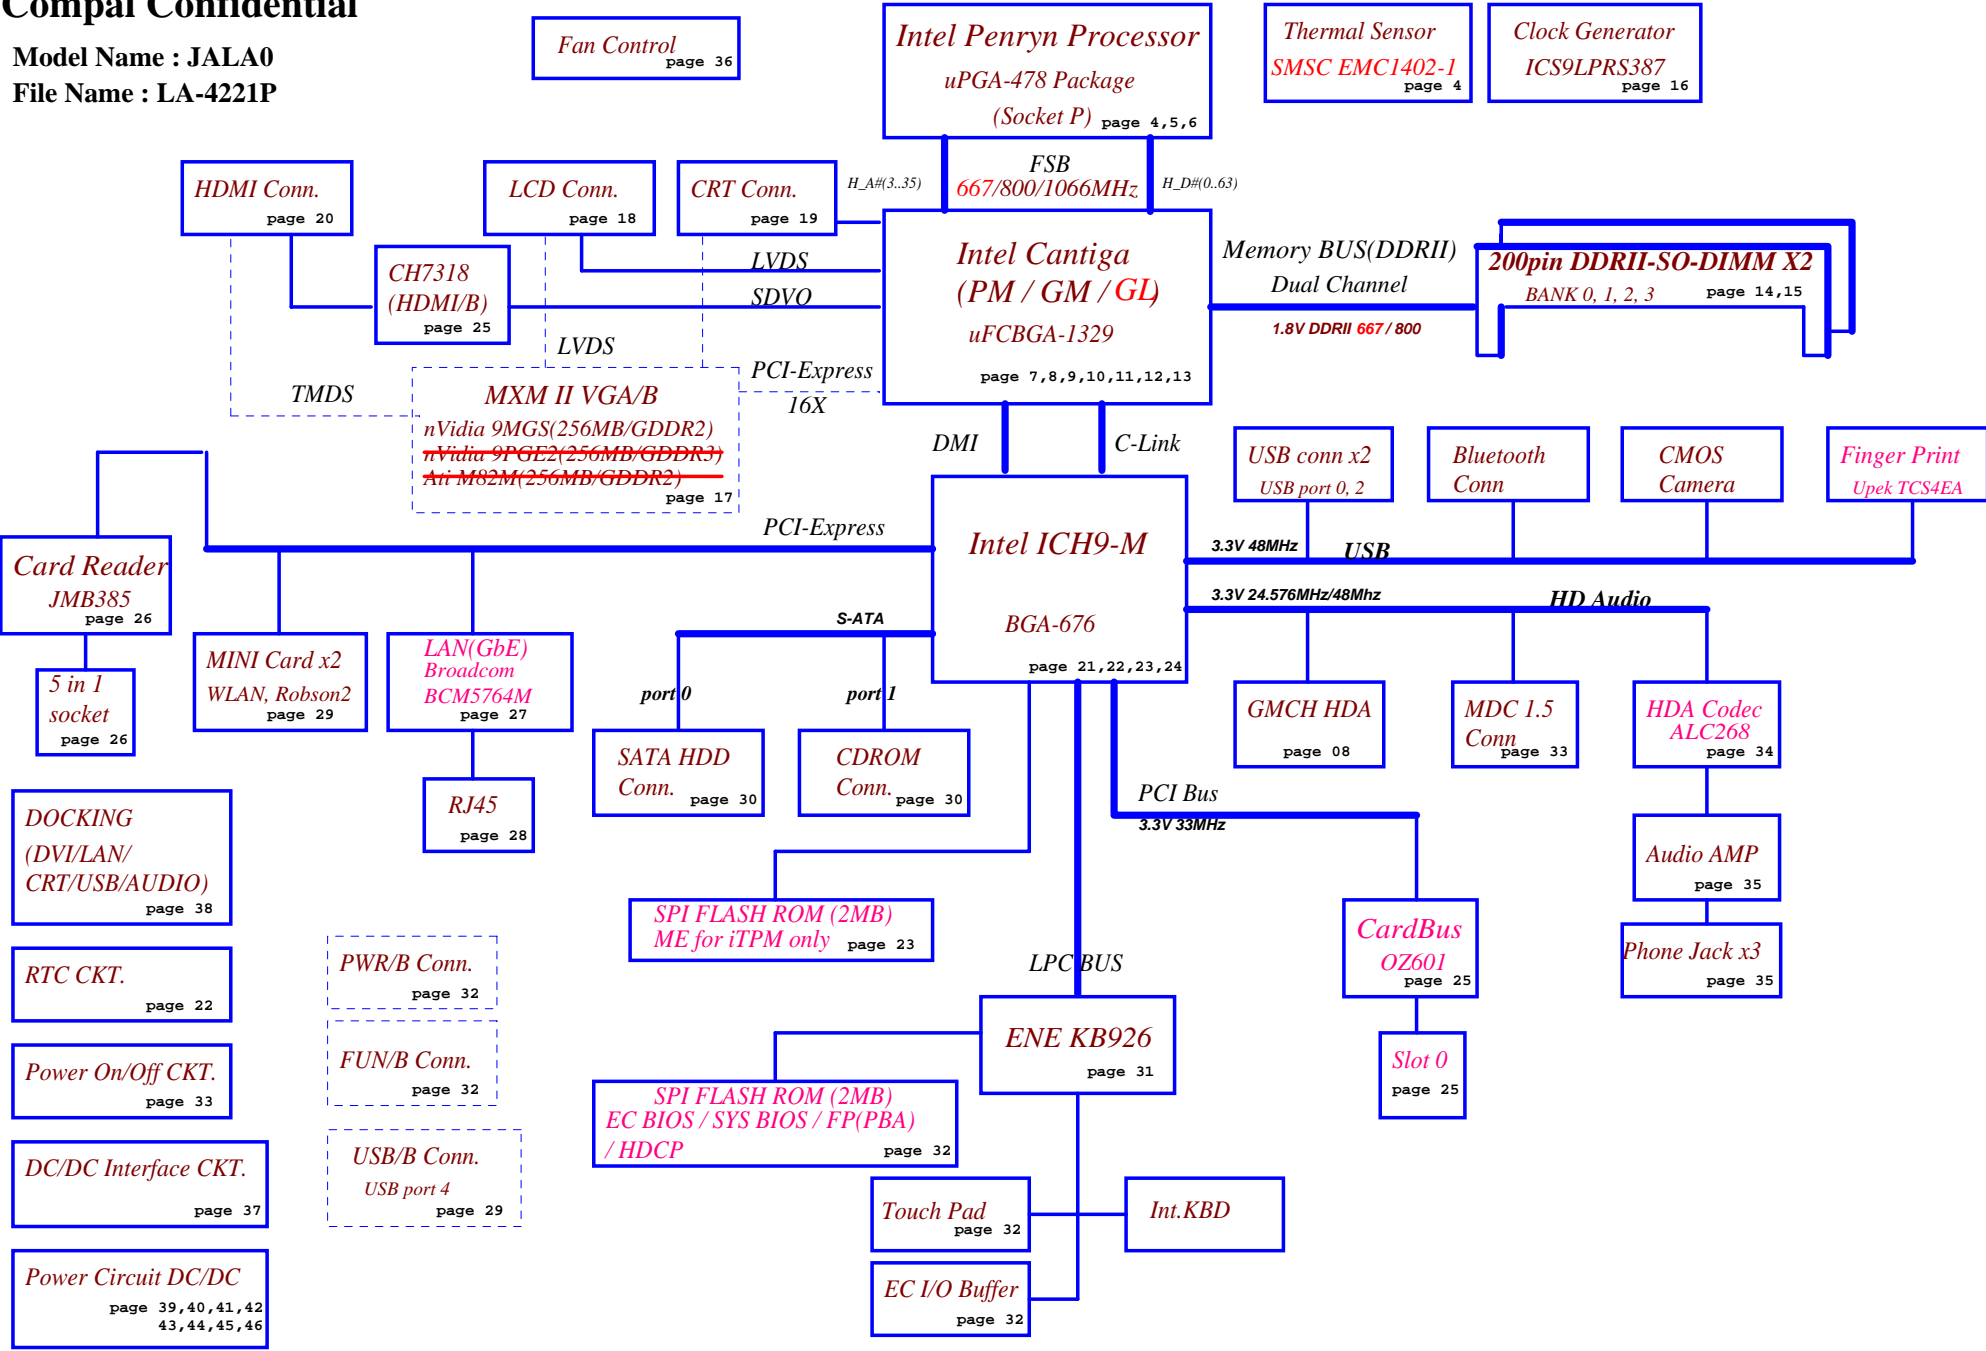 Compal Confidential
Model Name : JALA0
File Name : LA-4221P
Fan Control
page 36
Intel Penryn Processor
uPGA-478 Package
(Socket P)
page 4,5,6
Thermal Sensor
SMSC EMC1402-1
page 4
Clock Generator
ICS9LPRS387
page 16
HDMI Conn.
page 20
LCD Conn.
page 18
CRT Conn.
page 19
H_A#(3..35)
FSB
667/800/1066MHz
H_D#(0..63)
CH7318
(HDMI/B)
page 25
LVDS
SDVO
Intel Cantiga
(PM / GM / GL)
uFCBGA-1329
page 7,8,9,10,11,12,13
Memory BUS(DDRII)
Dual Channel
1.8V DDRII 667 / 800
200pin DDRII-SO-DIMM X2
BANK 0, 1, 2, 3
page 14,15
LVDS
TMDS
PCI-Express
16X
MXM II VGA/B
nVidia 9MGS(256MB/GDDR2)
nVidia 9PGE2(256MB/GDDR3)
Ati M82M(256MB/GDDR2)
page 17
DMI
C-Link
USB conn x2
USB port 0, 2
Bluetooth
Conn
CMOS
Camera
Finger Print
Upek TCS4EA
PCI-Express
Intel ICH9-M
BGA-676
page 21,22,23,24
3.3V 48MHz
USB
3.3V 24.576MHz/48Mhz
HD Audio
Card Reader
JMB385
page 26
5 in 1
socket
page 26
MINI Card x2
WLAN, Robson2
page 29
LAN(GbE)
Broadcom
BCM5764M
page 27
RJ45
page 28
S-ATA
port 0
port 1
SATA HDD
Conn.
page 30
CDROM
Conn.
page 30
GMCH HDA
page 08
MDC 1.5
Conn
page 33
HDA Codec
ALC268
page 34
PCI Bus
3.3V 33MHz
Audio AMP
page 35
Phone Jack x3
page 35
DOCKING
(DVI/LAN/
CRT/USB/AUDIO)
page 38
SPI FLASH ROM (2MB)
ME for iTPM only
page 23
CardBus
OZ601
page 25
Slot 0
page 25
LPC BUS
RTC CKT.
page 22
PWR/B Conn.
page 32
ENE KB926
page 31
Power On/Off CKT.
page 33
FUN/B Conn.
page 32
SPI FLASH ROM (2MB)
EC BIOS / SYS BIOS / FP(PBA)
/ HDCP
page 32
DC/DC Interface CKT.
page 37
USB/B Conn.
USB port 4
page 29
Touch Pad
page 32
Int.KBD
EC I/O Buffer
page 32
Power Circuit DC/DC
page 39,40,41,42
43,44,45,46